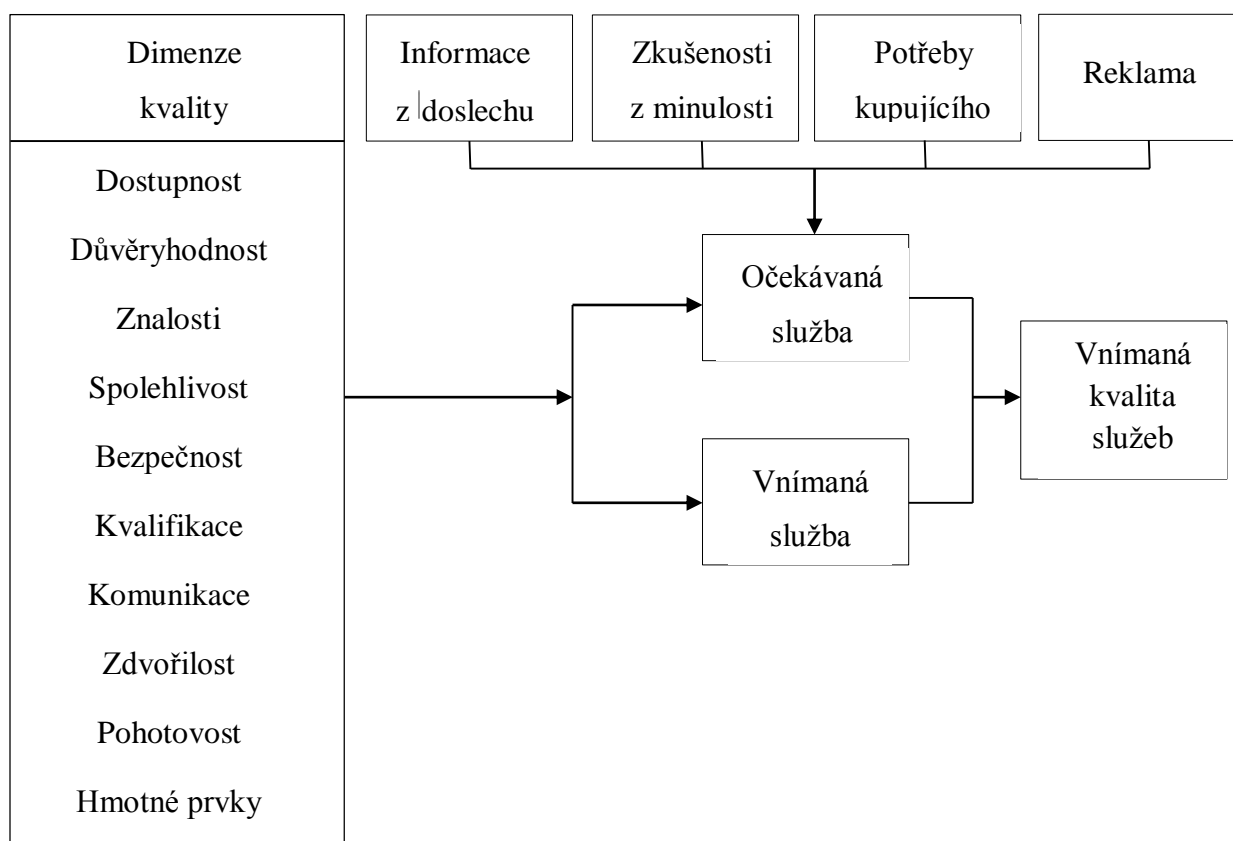 Dimenze
kvality
Informace
z doslechu
Zkušenosti
z minulosti
Potřeby
kupujícího
Reklama
Dostupnost
Důvěryhodnost
Znalosti
Spolehlivost
Bezpečnost
Kvalifikace
Komunikace
Zdvořilost
Pohotovost
Hmotné prvky
Očekávaná
služba
Vnímaná
služba
Vnímaná
kvalita
služeb